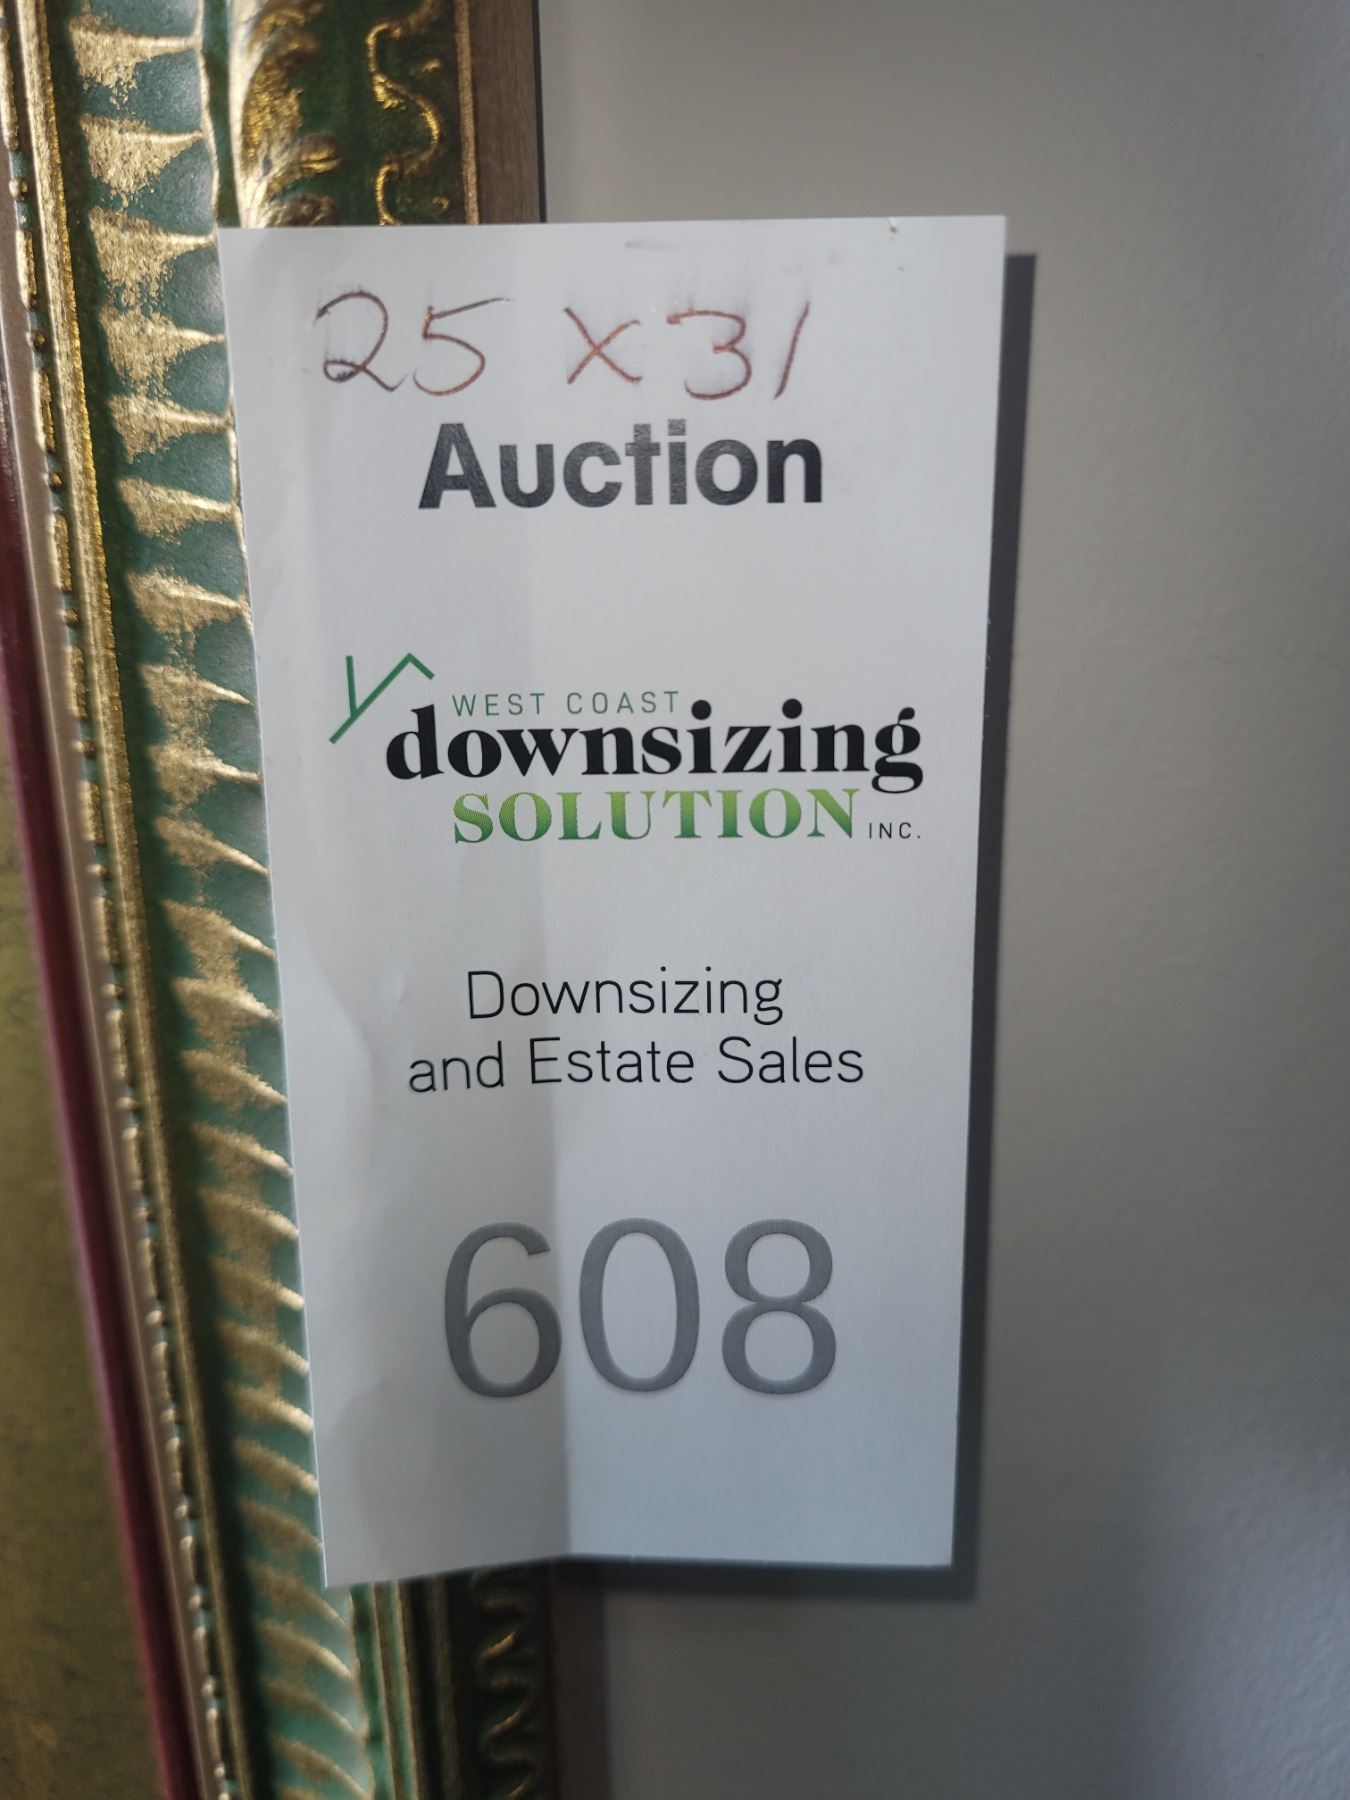 25 x 31
Auction
WEST COAST
downsizing
SOLUTION INC.
Downsizing
and Estate Sales
608